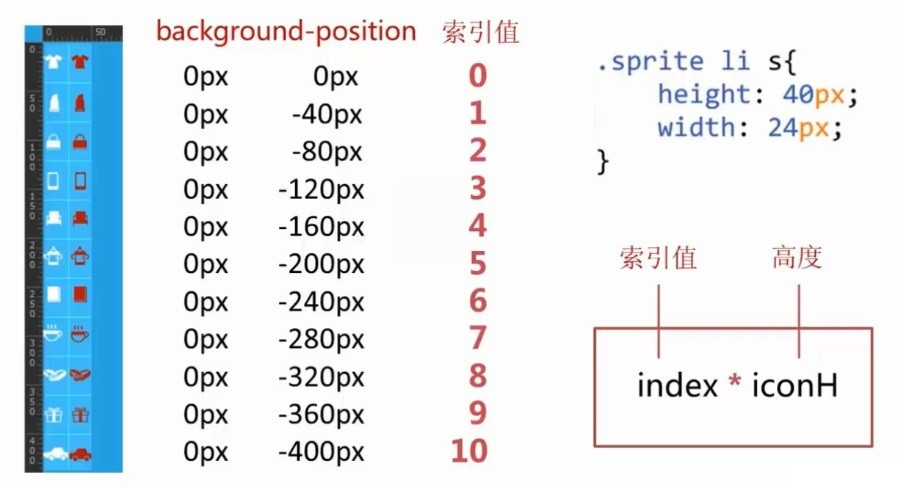 0 50
background-position 索引值
0px 0px 0
0px -40px 1
0px -80px 2
0px -120px 3
0px -160px 4
0px -200px 5
0px -240px 6
0px -280px 7
0px -320px 8
0px -360px 9
0px -400px 10
0
50
100
150
200
250
300
350
400
.sprite li s{
height: 40px;
width: 24px;
}
索引值 高度
index * iconH